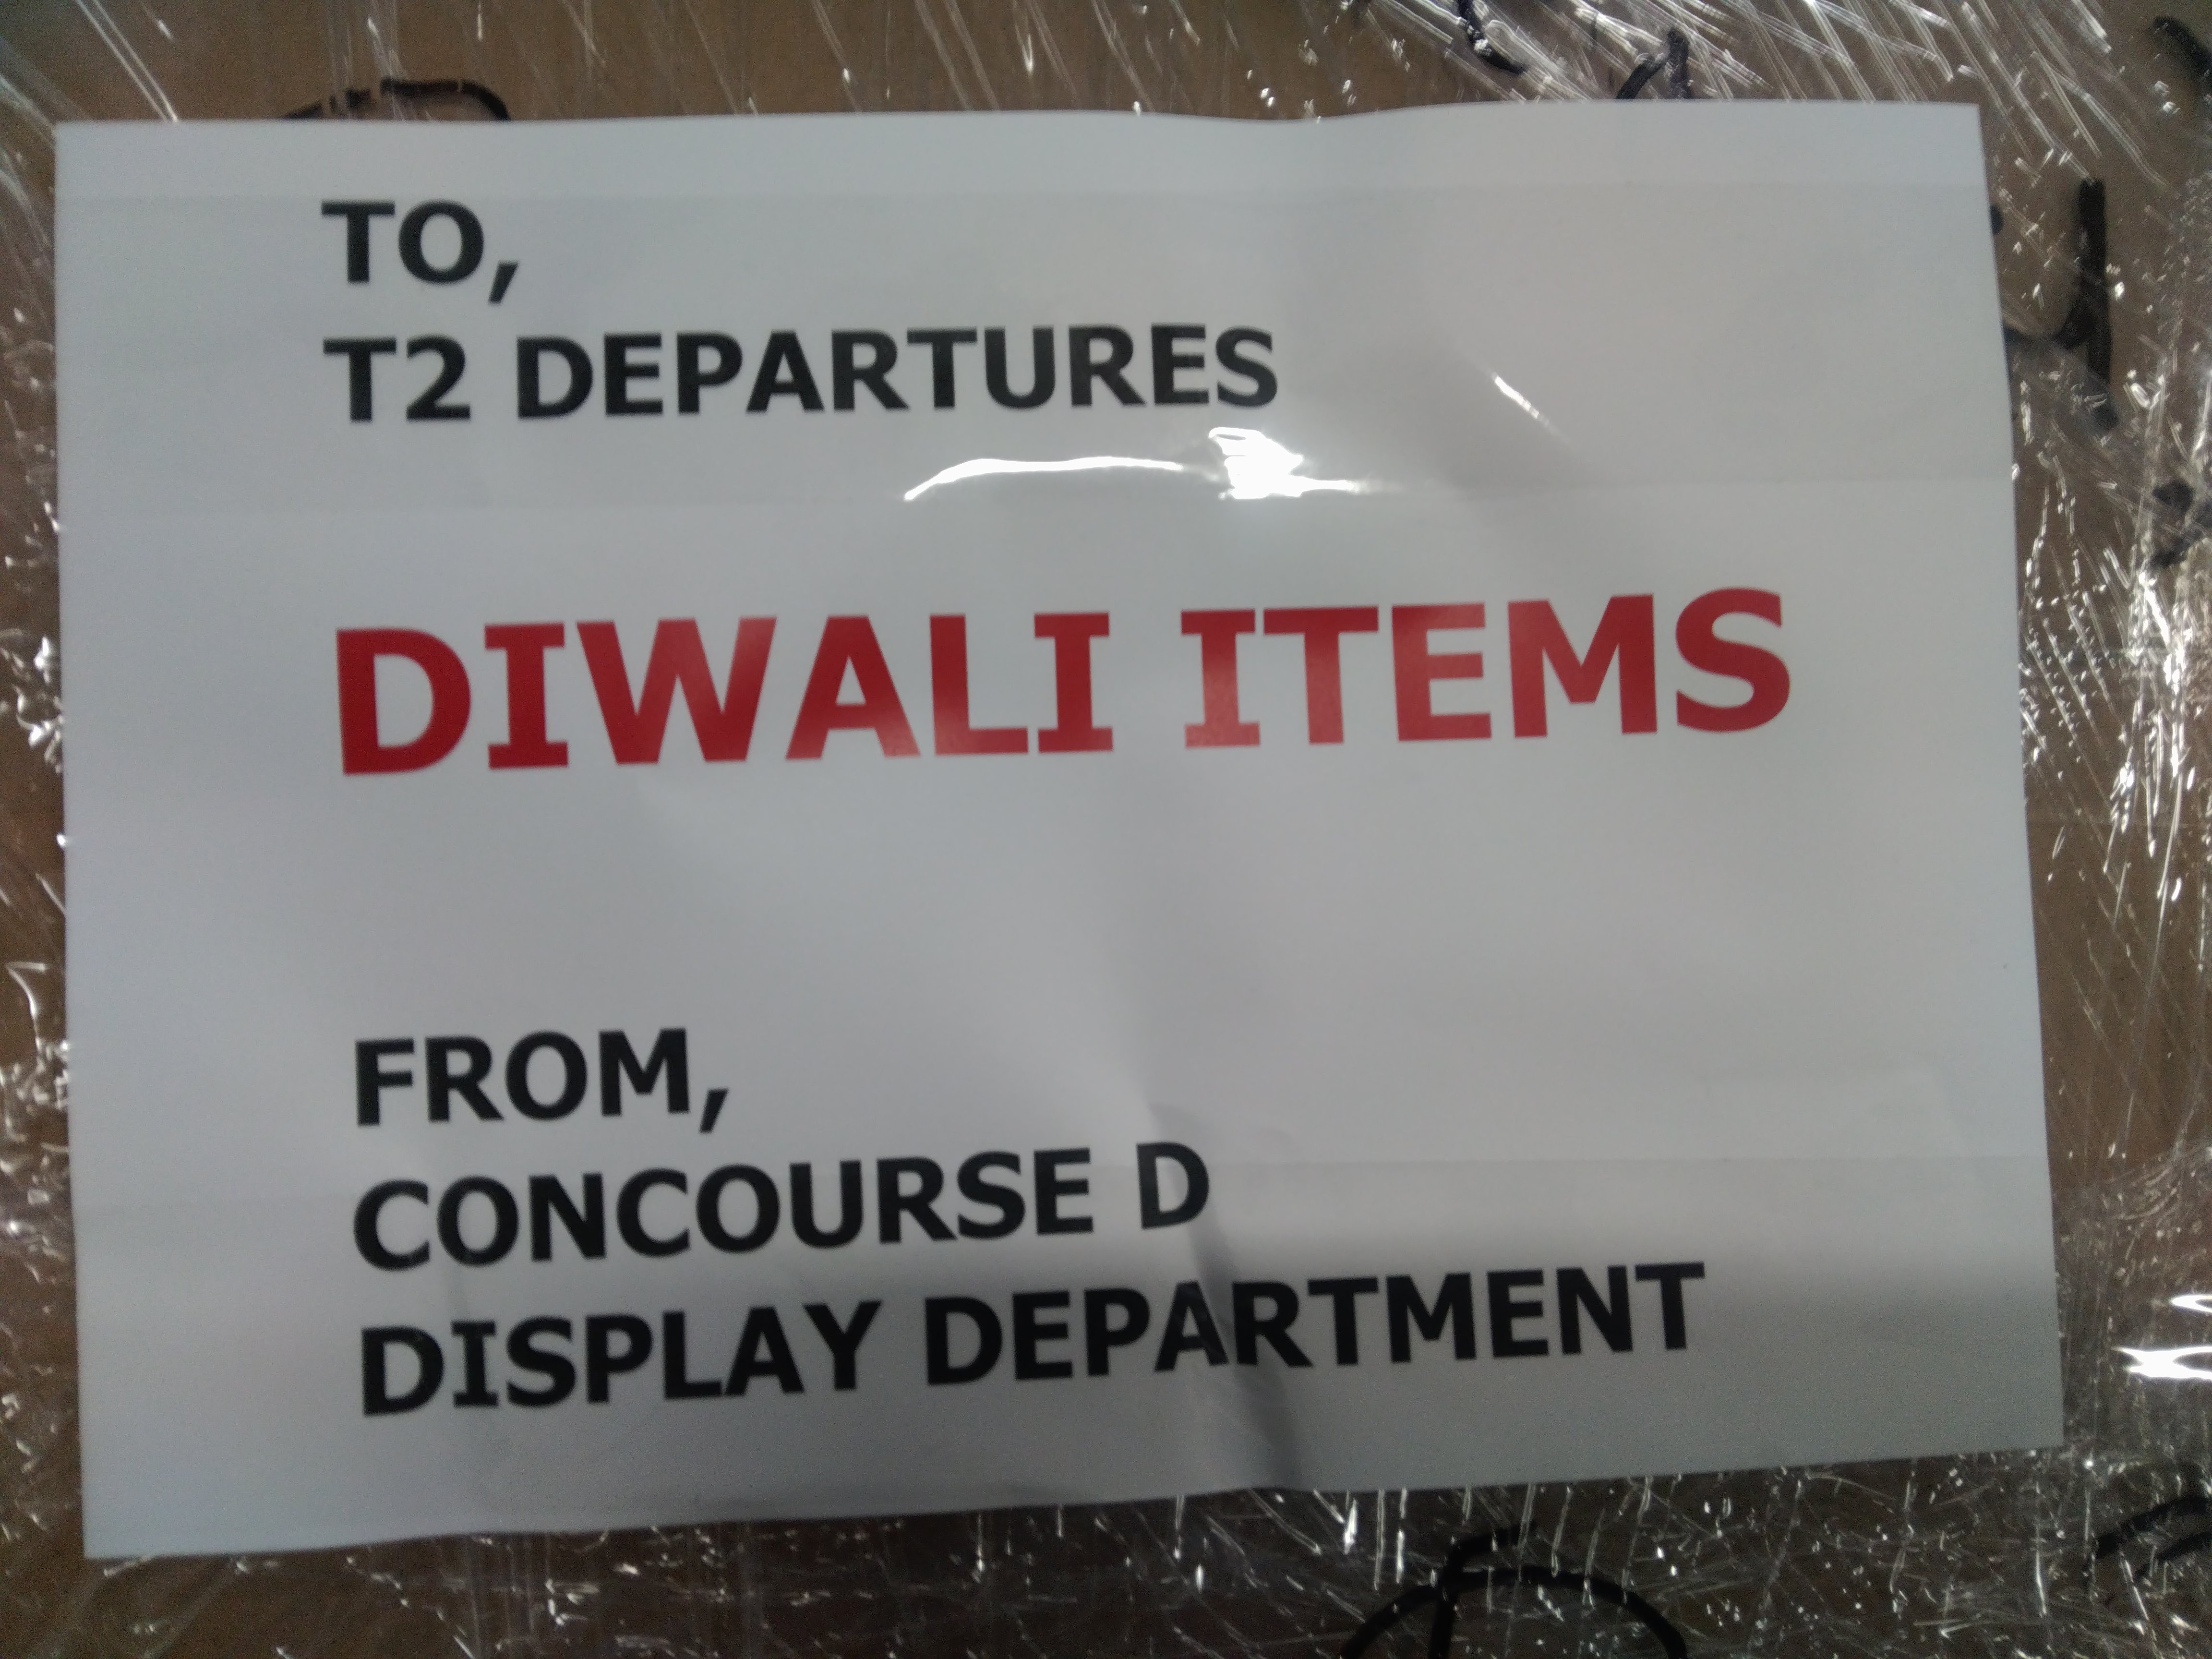 TO,
T2 DEPARTURES
DIWALI ITEMS
FROM,
CONCOURSE D
DISPLAY DEPARTMENT